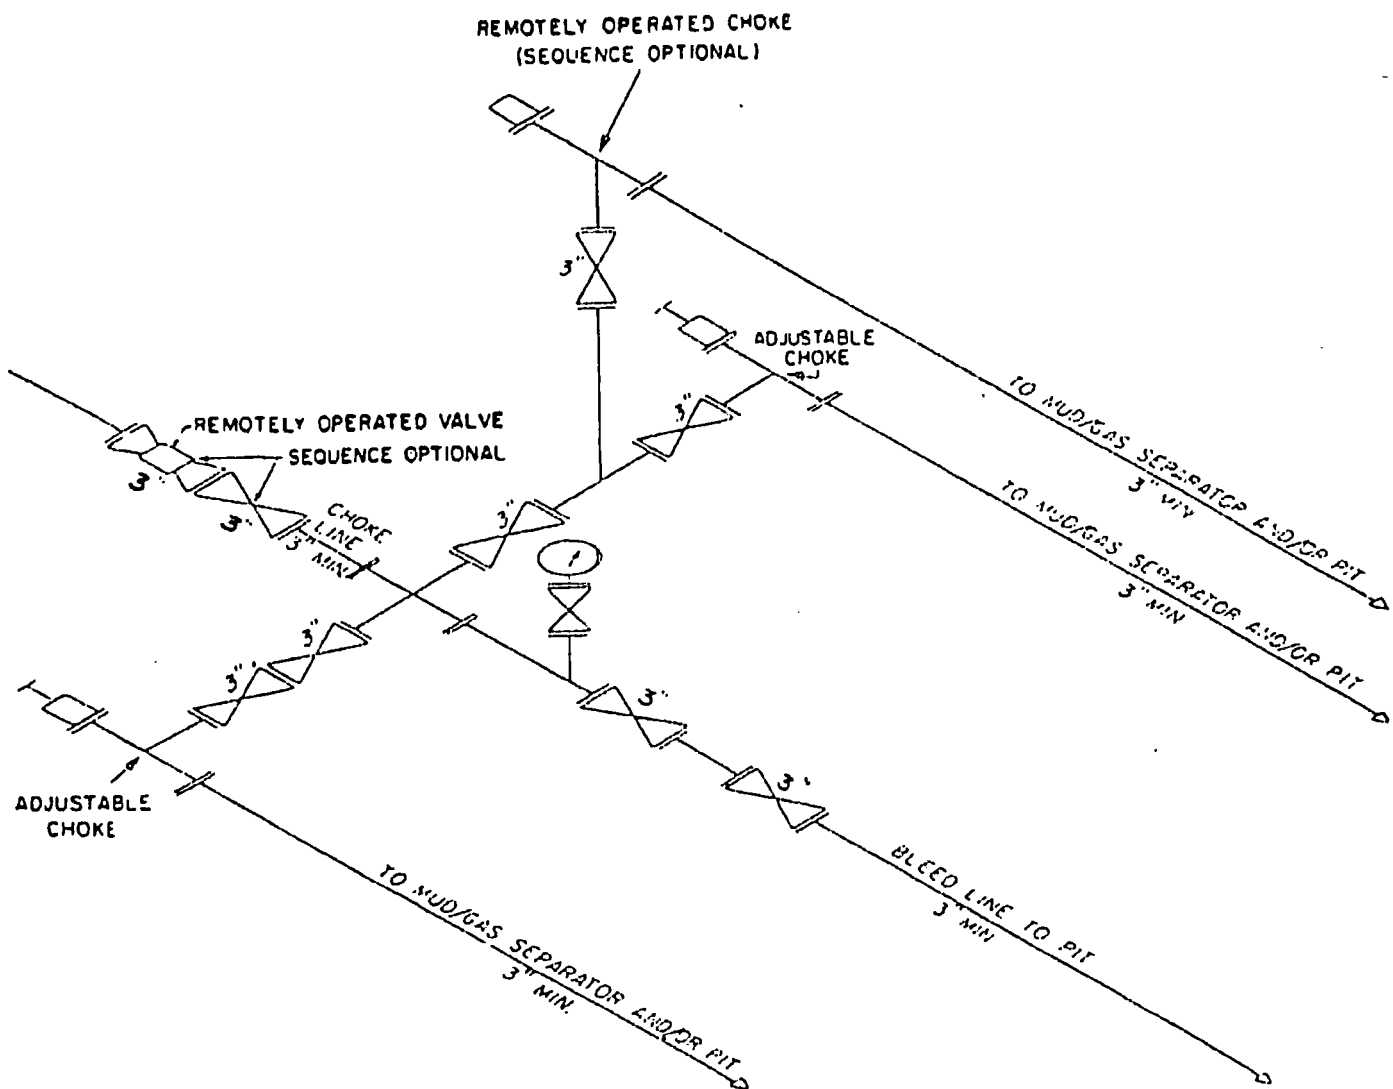 REMOTELY OPERATED CHOKE
(SEQUENCE OPTIONAL)
3"
ADJUSTABLE
CHOKE
TO MUD/GAS SEPARATOR AND/OR PIT
3" MIN
3"
TO MUD/GAS SEPARATOR AND/OR PIT
3" MIN
REMOTELY OPERATED VALVE
SEQUENCE OPTIONAL
3"
3"
CHOKE
LINE
3" MIN.
3"
3"
3"
3"
3"
ADJUSTABLE
CHOKE
BLEED LINE TO PIT
3" MIN
TO MUD/GAS SEPARATOR AND/OR PIT
3" MIN.